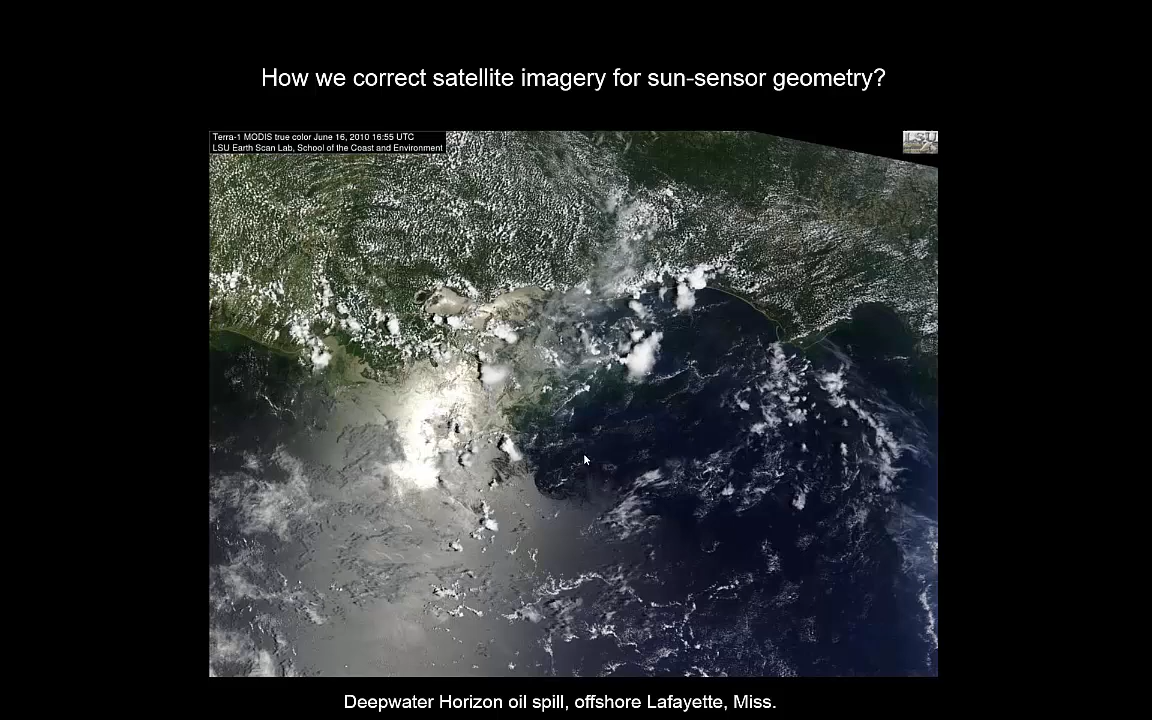 How we correct satellite imagery for sun-sensor geometry?
Terra-1 MODIS true color June 16, 2010 16:55 UTC
LSU Earth Scan Lab, School of the Coast and Environment
LSU
Deepwater Horizon oil spill, offshore Lafayette, Miss.